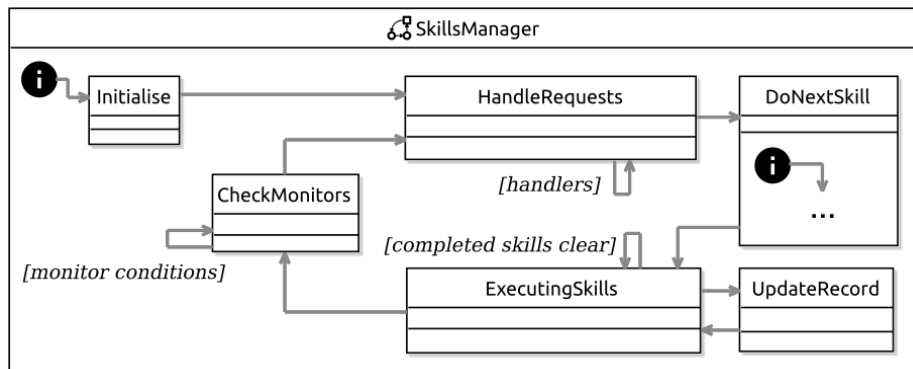 SkillsManager
i
Initialise
HandleRequests
DoNextSkill
[handlers]
i
...
CheckMonitors
[monitor conditions]
[completed skills clear]
ExecutingSkills
UpdateRecord